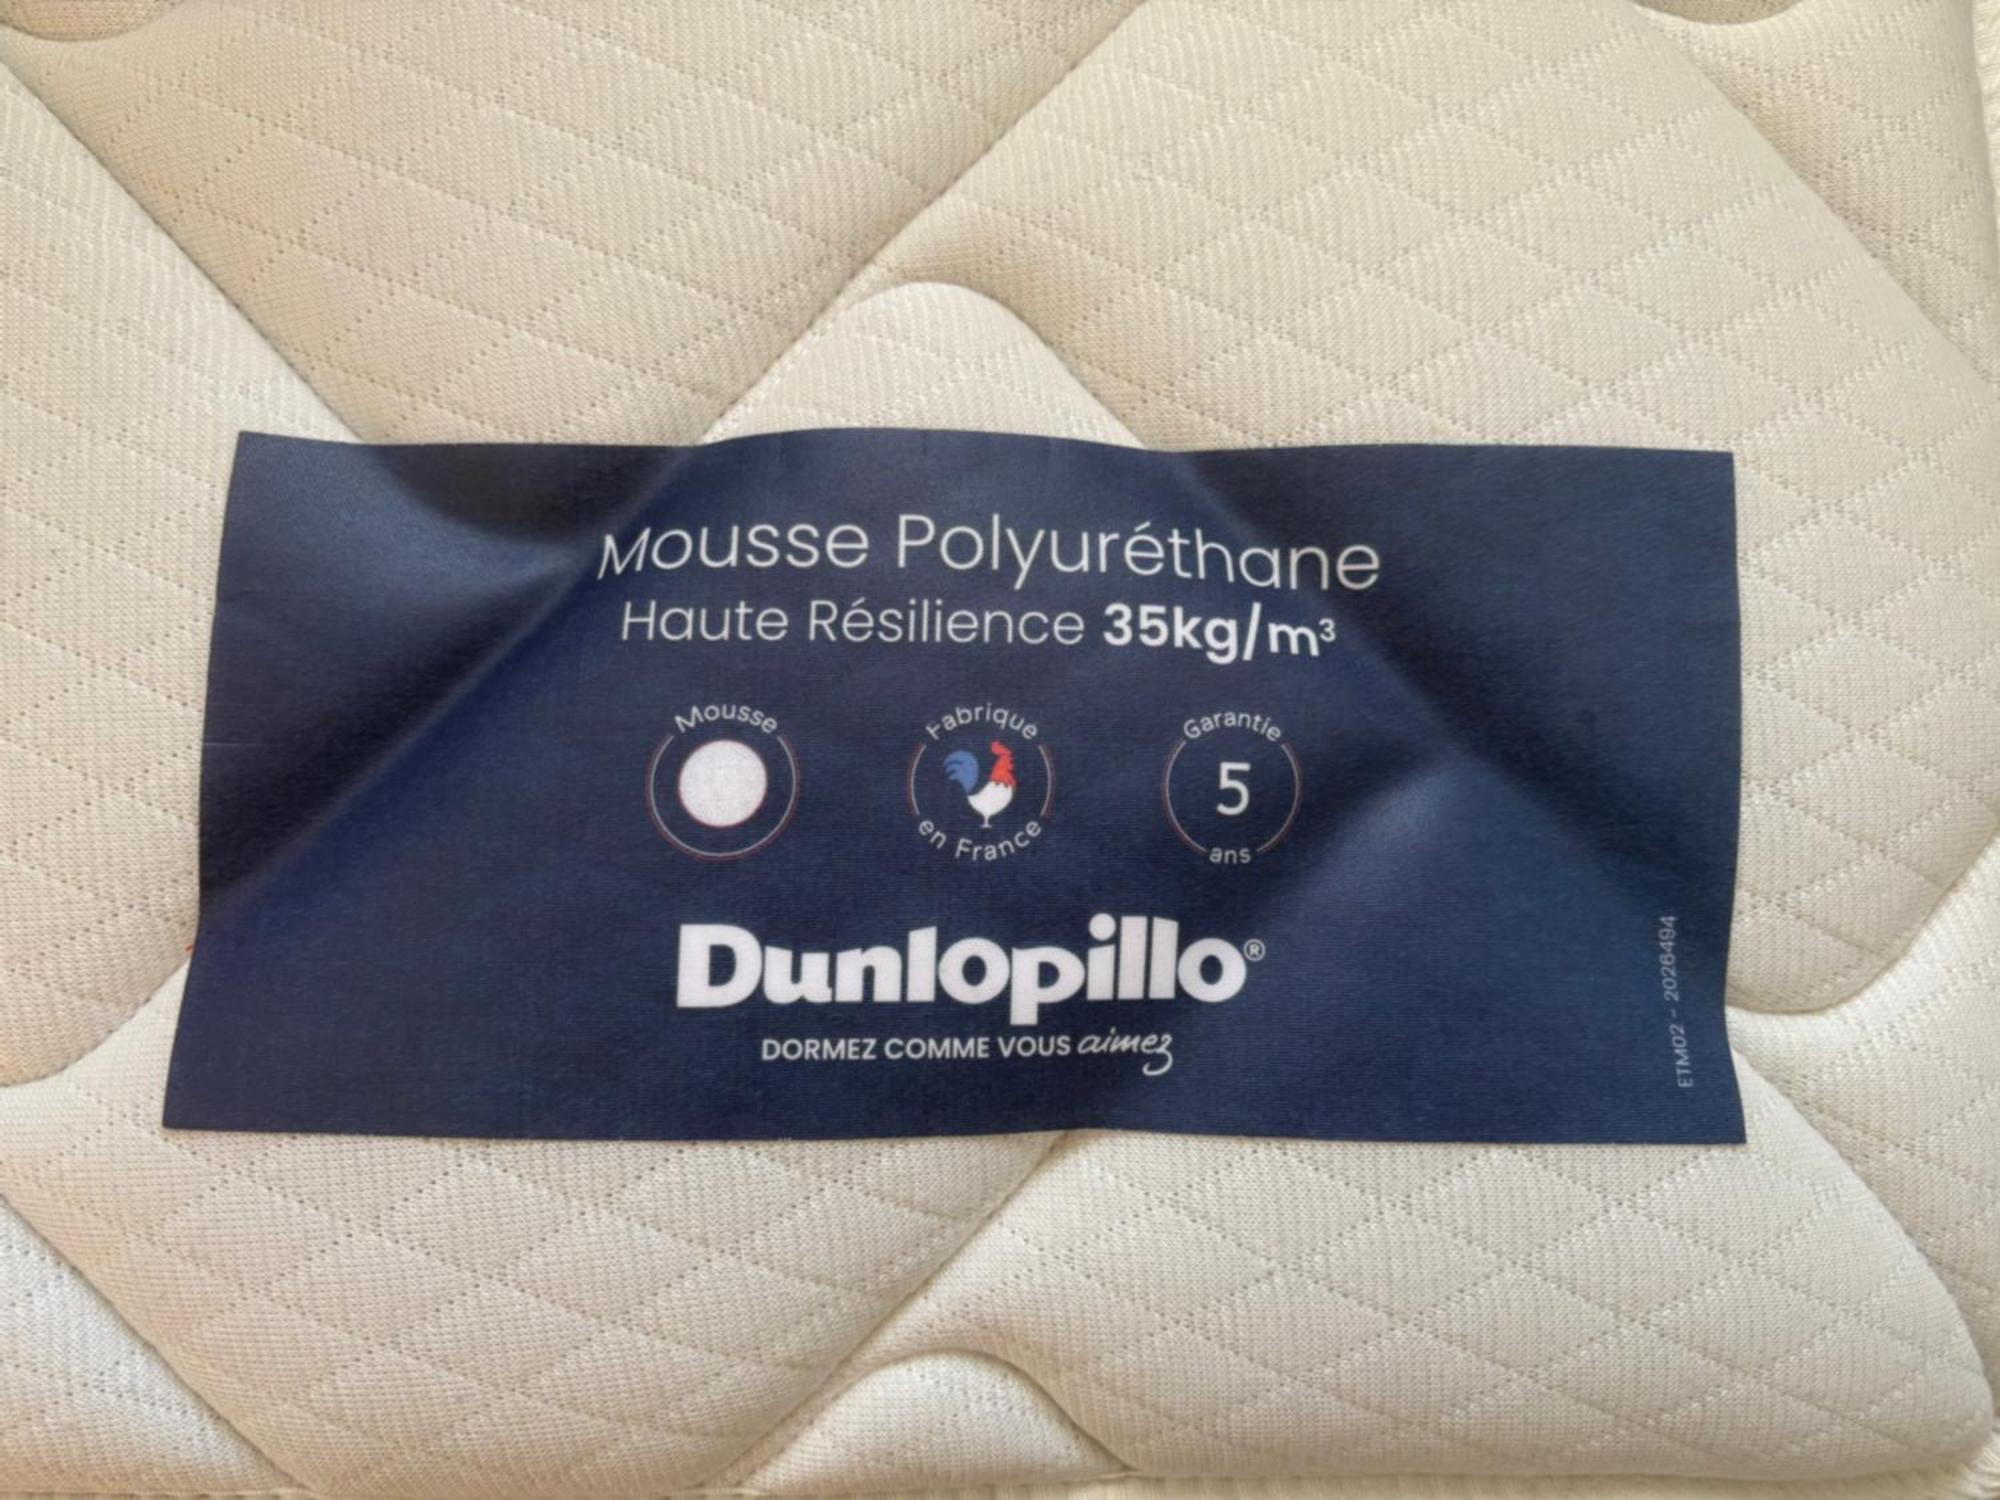 Mousse Polyuréthane
Haute Résilience 35kg/m³
Mousse
Fabriqué
en France
Garantie
5
ans
Dunlopillo®
DORMEZ COMME VOUS aimez
ETM02 - 2026494